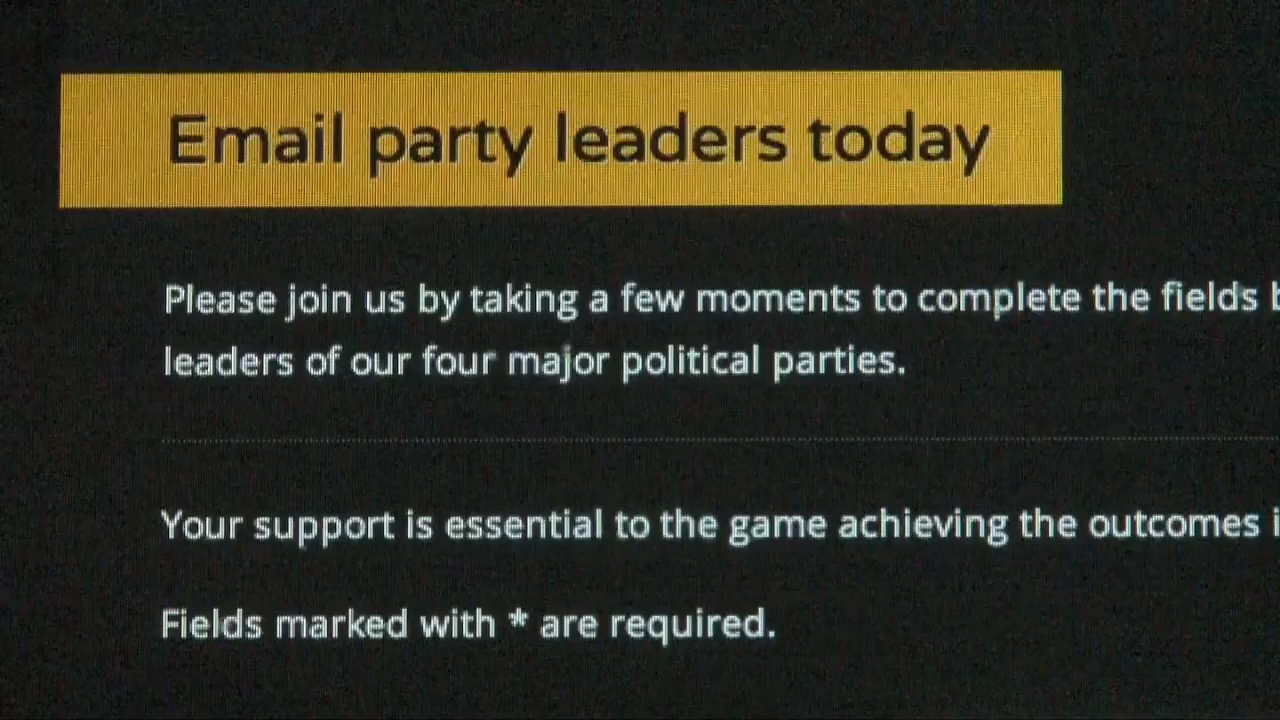 Email party leaders today
Please join us by taking a few moments to complete the fields
leaders of our four major political parties.
Your support is essential to the game achieving the outcomes
Fields marked with * are required.